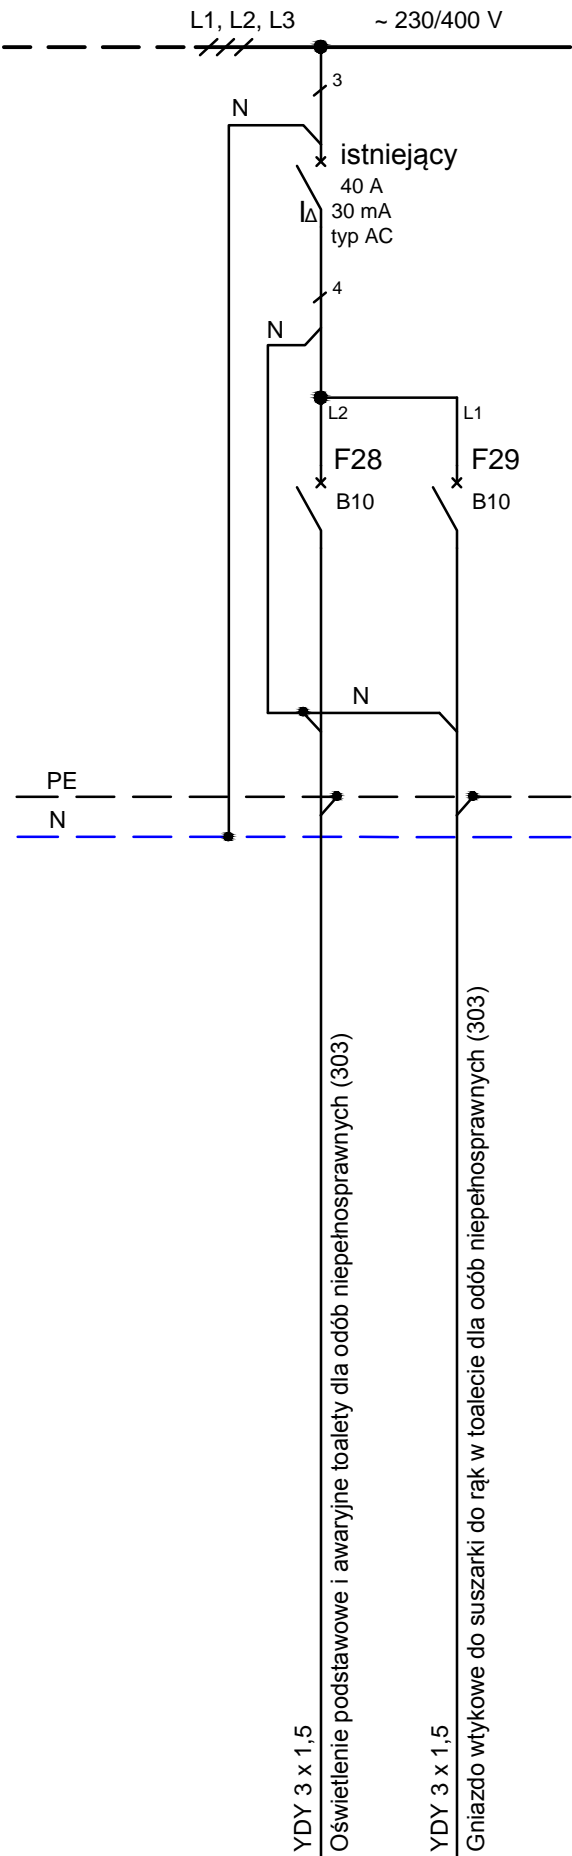 L1, L2, L3 ~ 230/400 V
3
N
istniejący
40 A
I∆ 30 mA
typ AC
4
N
L2
L1
F28
B10
F29
B10
N
PE
N
YDY 3 x 1,5
Oświetlenie podstawowe i awaryjne toalety dla odób niepełnosprawnych (303)
YDY 3 x 1,5
Gniazdo wtykowe do suszarki do rąk w toalecie dla odób niepełnosprawnych (303)